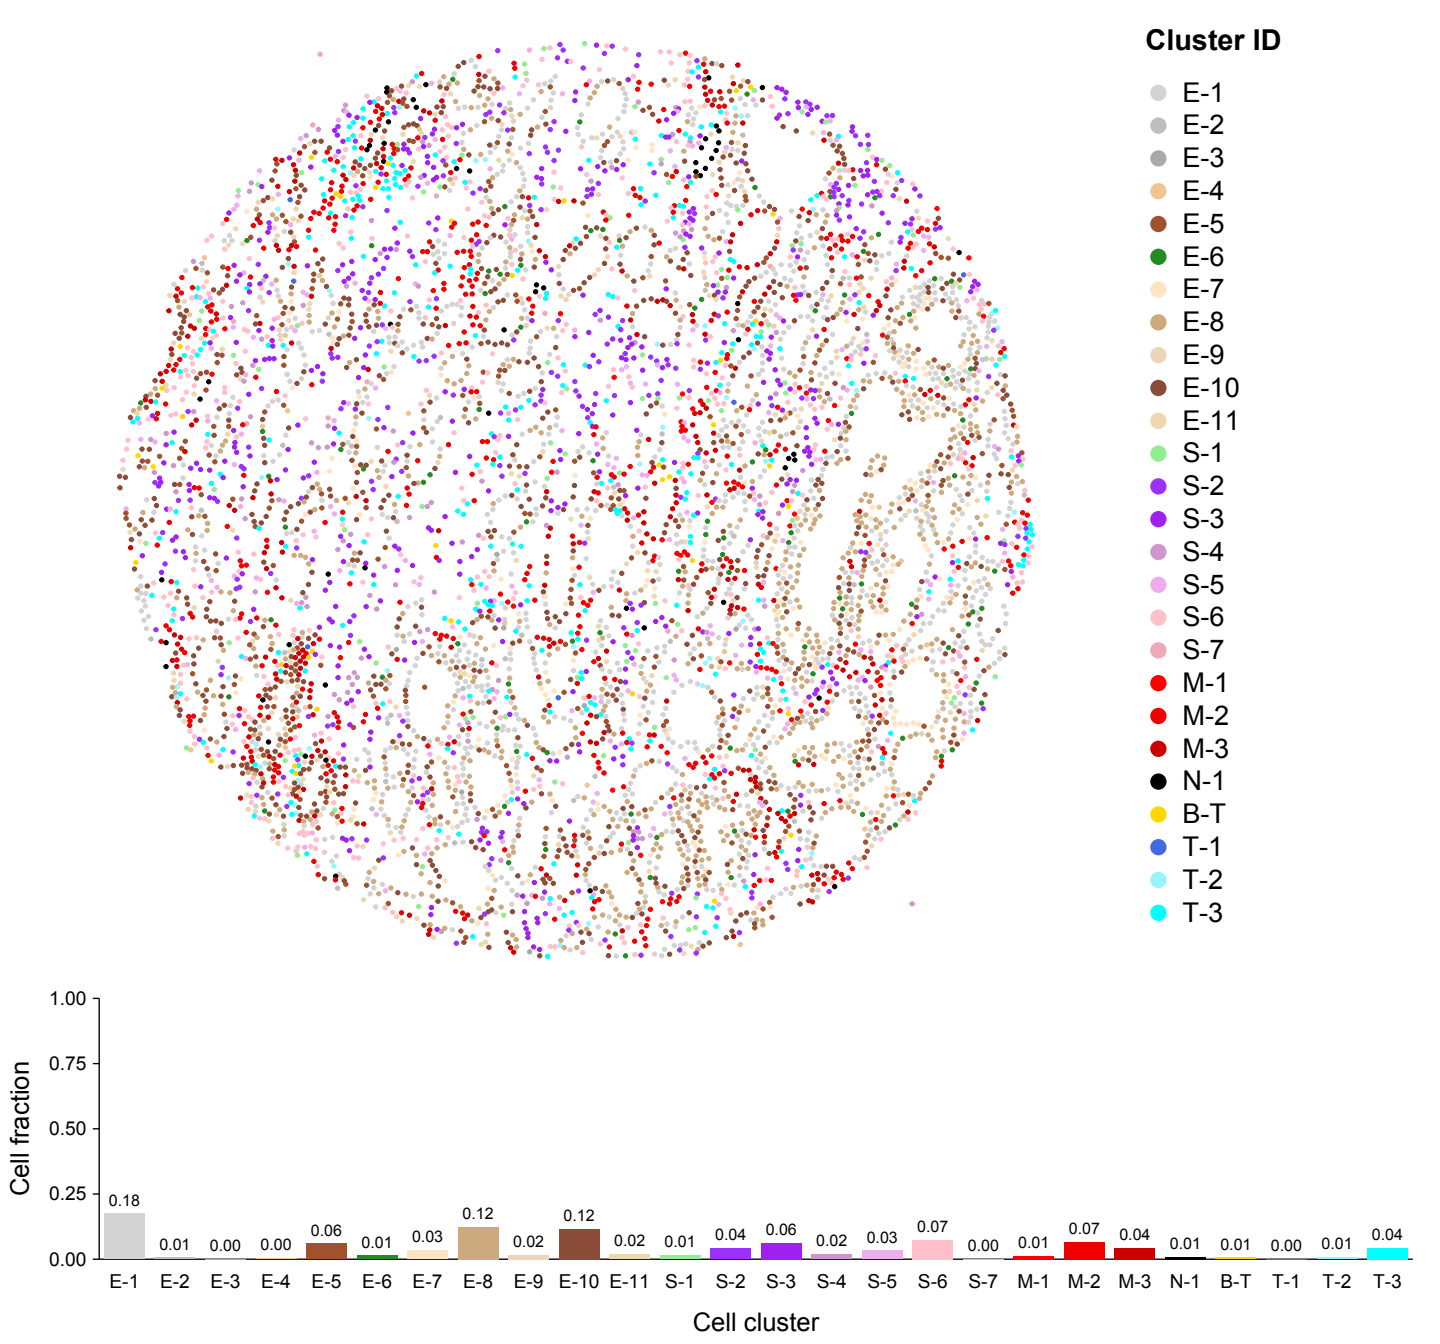 Cluster ID
E-1
E-2
E-3
E-4
E-5
E-6
E-7
E-8
E-9
E-10
E-11
S-1
S-2
S-3
S-4
S-5
S-6
S-7
M-1
M-2
M-3
N-1
B-T
T-1
T-2
T-3
1.00
0.75
0.50
0.25
0.00
Cell fraction
0.18 0.01 0.00 0.00 0.06 0.01 0.03 0.12 0.02 0.12 0.02 0.01 0.04 0.06 0.02 0.03 0.07 0.00 0.01 0.07 0.04 0.01 0.01 0.00 0.01 0.04
E-1 E-2 E-3 E-4 E-5 E-6 E-7 E-8 E-9 E-10 E-11 S-1 S-2 S-3 S-4 S-5 S-6 S-7 M-1 M-2 M-3 N-1 B-T T-1 T-2 T-3
Cell cluster